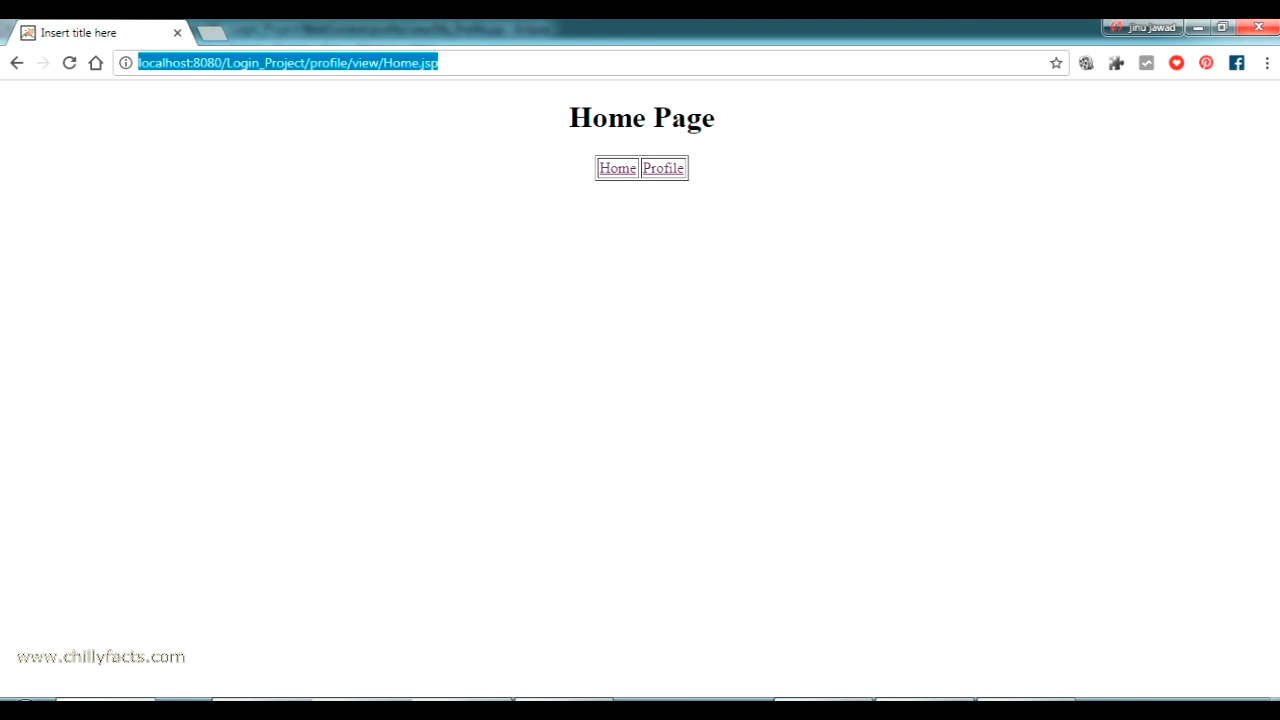 Insert title here
jinu jawad
localhost:8080/Login_Project/profile/view/Home.jsp
Home Page
Home Profile
www.chillyfacts.com